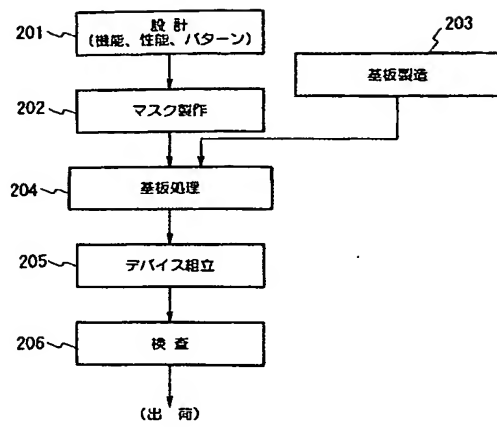 201
設 計
(機能、性能、パターン)
203
基板製造
202
マスク製作
204
基板処理
205
デバイス組立
206
検 査
(出 荷)